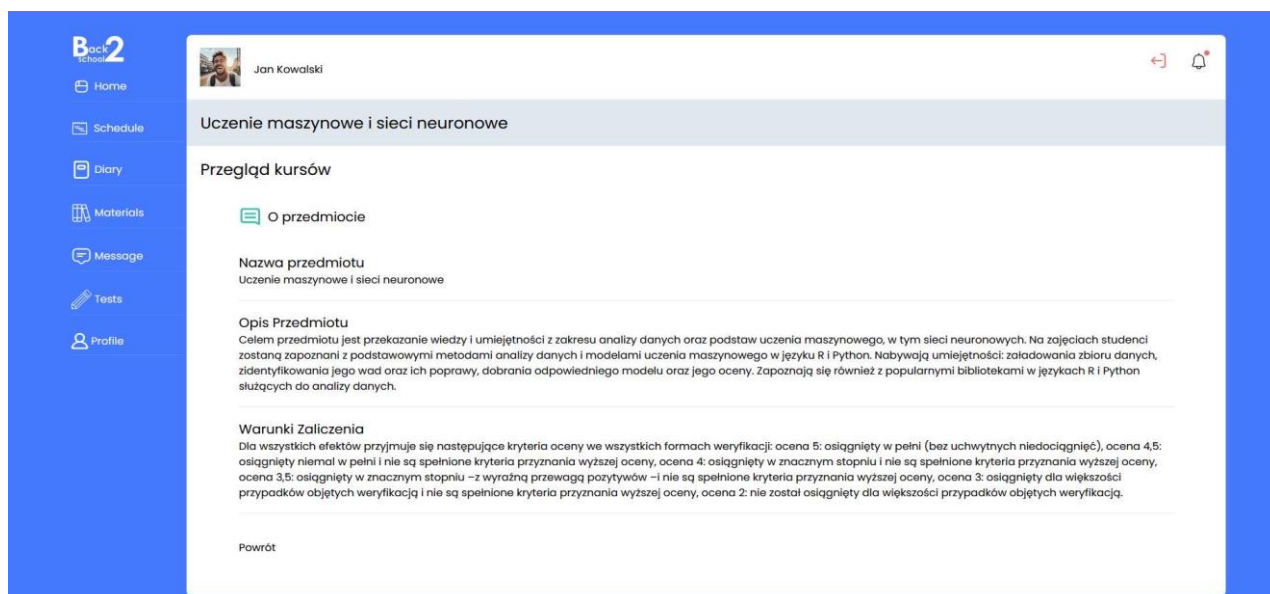 Back2
School
Home
Schedule
Diary
Materials
Message
Tests
Profile
Jan Kowalski
Uczenie maszynowe i sieci neuronowe
Przegląd kursów
O przedmiocie
Nazwa przedmiotu
Uczenie maszynowe i sieci neuronowe
Opis Przedmiotu
Celem przedmiotu jest przekazanie wiedzy i umiejętności z zakresu analizy danych oraz podstaw uczenia maszynowego, w tym sieci neuronowych. Na zajęciach studenci
zostaną zapoznani z podstawowymi metodami analizy danych i modelami uczenia maszynowego w języku R i Python. Nabywają umiejętności: załadowania zbioru danych,
zidentyfikowania jego wad oraz ich poprawy, dobrania odpowiedniego modelu oraz jego oceny. Zapoznają się również z popularnymi bibliotekami w językach R i Python
służących do analizy danych.
Warunki Zaliczenia
Dla wszystkich efektów przyjmuje się następujące kryteria oceny we wszystkich formach weryfikacji: ocena 5: osiągnięty w pełni (bez uchwytnych niedociągnięć), ocena 4,5:
osiągnięty niemal w pełni i nie są spełnione kryteria przyznania wyższej oceny, ocena 4: osiągnięty w znacznym stopniu i nie są spełnione kryteria przyznania wyższej oceny,
ocena 3,5: osiągnięty w znacznym stopniu –z wyraźną przewagą pozytywów –i nie są spełnione kryteria przyznania wyższej oceny, ocena 3: osiągnięty dla większości
przypadków objętych weryfikacją i nie są spełnione kryteria przyznania wyższej oceny, ocena 2: nie został osiągnięty dla większości przypadków objętych weryfikacją.
Powrót